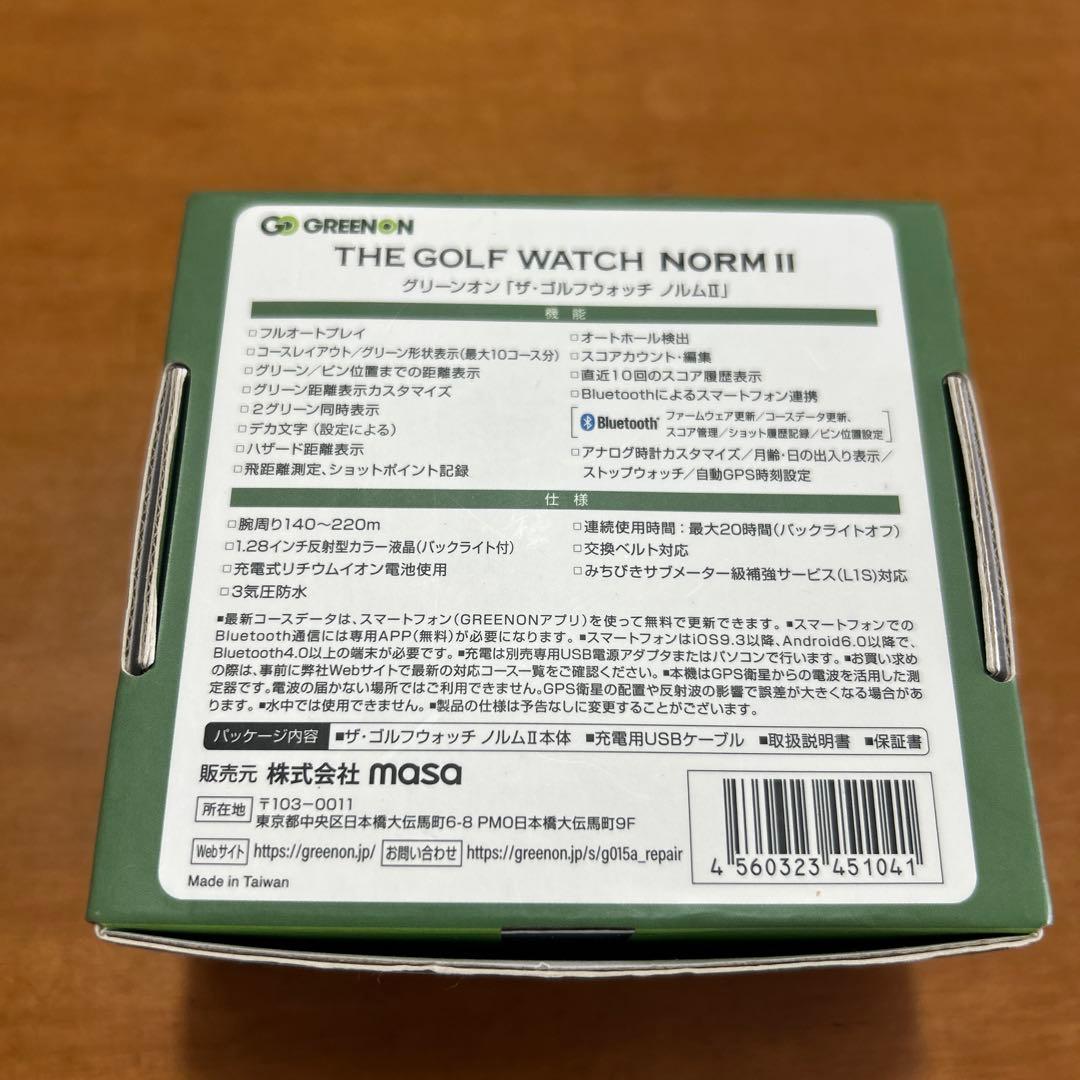 GREENON
THE GOLF WATCH NORM II
グリーンオン「ザ・ゴルフウォッチ ノルムⅡ」
機能
□フルオートプレイ
□コースレイアウト/グリーン形状表示(最大10コース分)
□グリーン/ピン位置までの距離表示
□グリーン距離表示カスタマイズ
□2グリーン同時表示
□デカ文字(設定による)
□ハザード距離表示
□飛距離測定、ショットポイント記録
□オートホール検出
□スコアカウント・編集
□直近10回のスコア履歴表示
□Bluetoothによるスマートフォン連携
Bluetooth® ファームウェア更新/コースデータ更新、
スコア管理/ショット履歴記録/ピン位置設定
□アナログ時計カスタマイズ/月齢・日の出入り表示/
ストップウォッチ/自動GPS時刻設定
仕様
□腕周り140〜220m
□1.28インチ反射型カラー液晶(バックライト付)
□充電式リチウムイオン電池使用
□3気圧防水
□連続使用時間:最大20時間(バックライトオフ)
□交換ベルト対応
□みちびきサブメーター級補強サービス(L1S)対応
■最新コースデータは、スマートフォン(GREENONアプリ)を使って無料で更新できます。■スマートフォンでの
Bluetooth通信には専用APP(無料)が必要になります。■スマートフォンはiOS9.3以降、Android6.0以降で、
Bluetooth4.0以上の端末が必要です。■充電は別売専用USB電源アダプタまたはパソコンで行います。■お買い求め
の際は、事前に弊社Webサイトで最新の対応コース一覧をご確認ください。■本機はGPS衛星からの電波を活用した測
定器です。電波の届かない場所ではご利用できません。GPS衛星の配置や反射波の影響で誤差が大きくなる場合があ
ります。■水中では使用できません。■製品の仕様は予告なしに変更することがございます。
パッケージ内容 ■ザ・ゴルフウォッチ ノルムⅡ本体 ■充電用USBケーブル ■取扱説明書 ■保証書
販売元 株式会社 masa
所在地 〒103-0011
東京都中央区日本橋大伝馬町6-8 PMO日本橋大伝馬町9F
Webサイト https://greenon.jp/ お問い合わせ https://greenon.jp/s/g015a_repair
Made in Taiwan
4 560323 451041